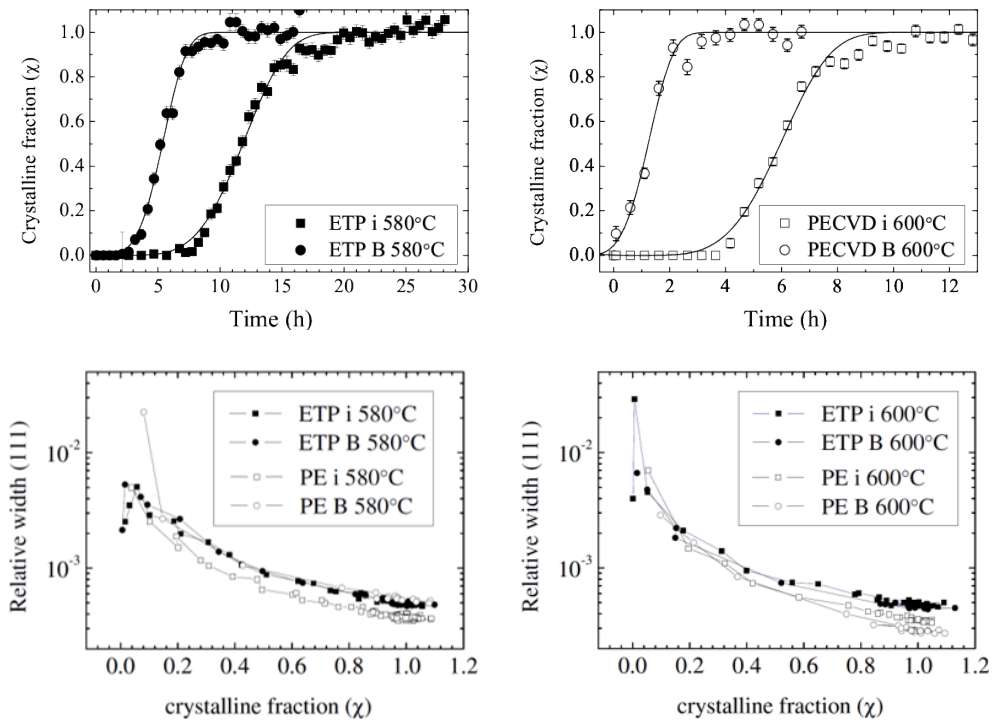 Crystalline fraction (χ)
1.0
0.8
0.6
0.4
0.2
0.0
ETP i 580°C
ETP B 580°C
0 5 10 15 20 25 30
Time (h)
Crystalline fraction (χ)
1.0
0.8
0.6
0.4
0.2
0.0
PECVD i 600°C
PECVD B 600°C
0 2 4 6 8 10 12
Time (h)
Relative width (111)
10⁻²
10⁻³
ETP i 580°C
ETP B 580°C
PE i 580°C
PE B 580°C
0.0 0.2 0.4 0.6 0.8 1.0 1.2
crystalline fraction (χ)
Relative width (111)
10⁻²
10⁻³
ETP i 600°C
ETP B 600°C
PE i 600°C
PE B 600°C
0.0 0.2 0.4 0.6 0.8 1.0 1.2
crystalline fraction (χ)